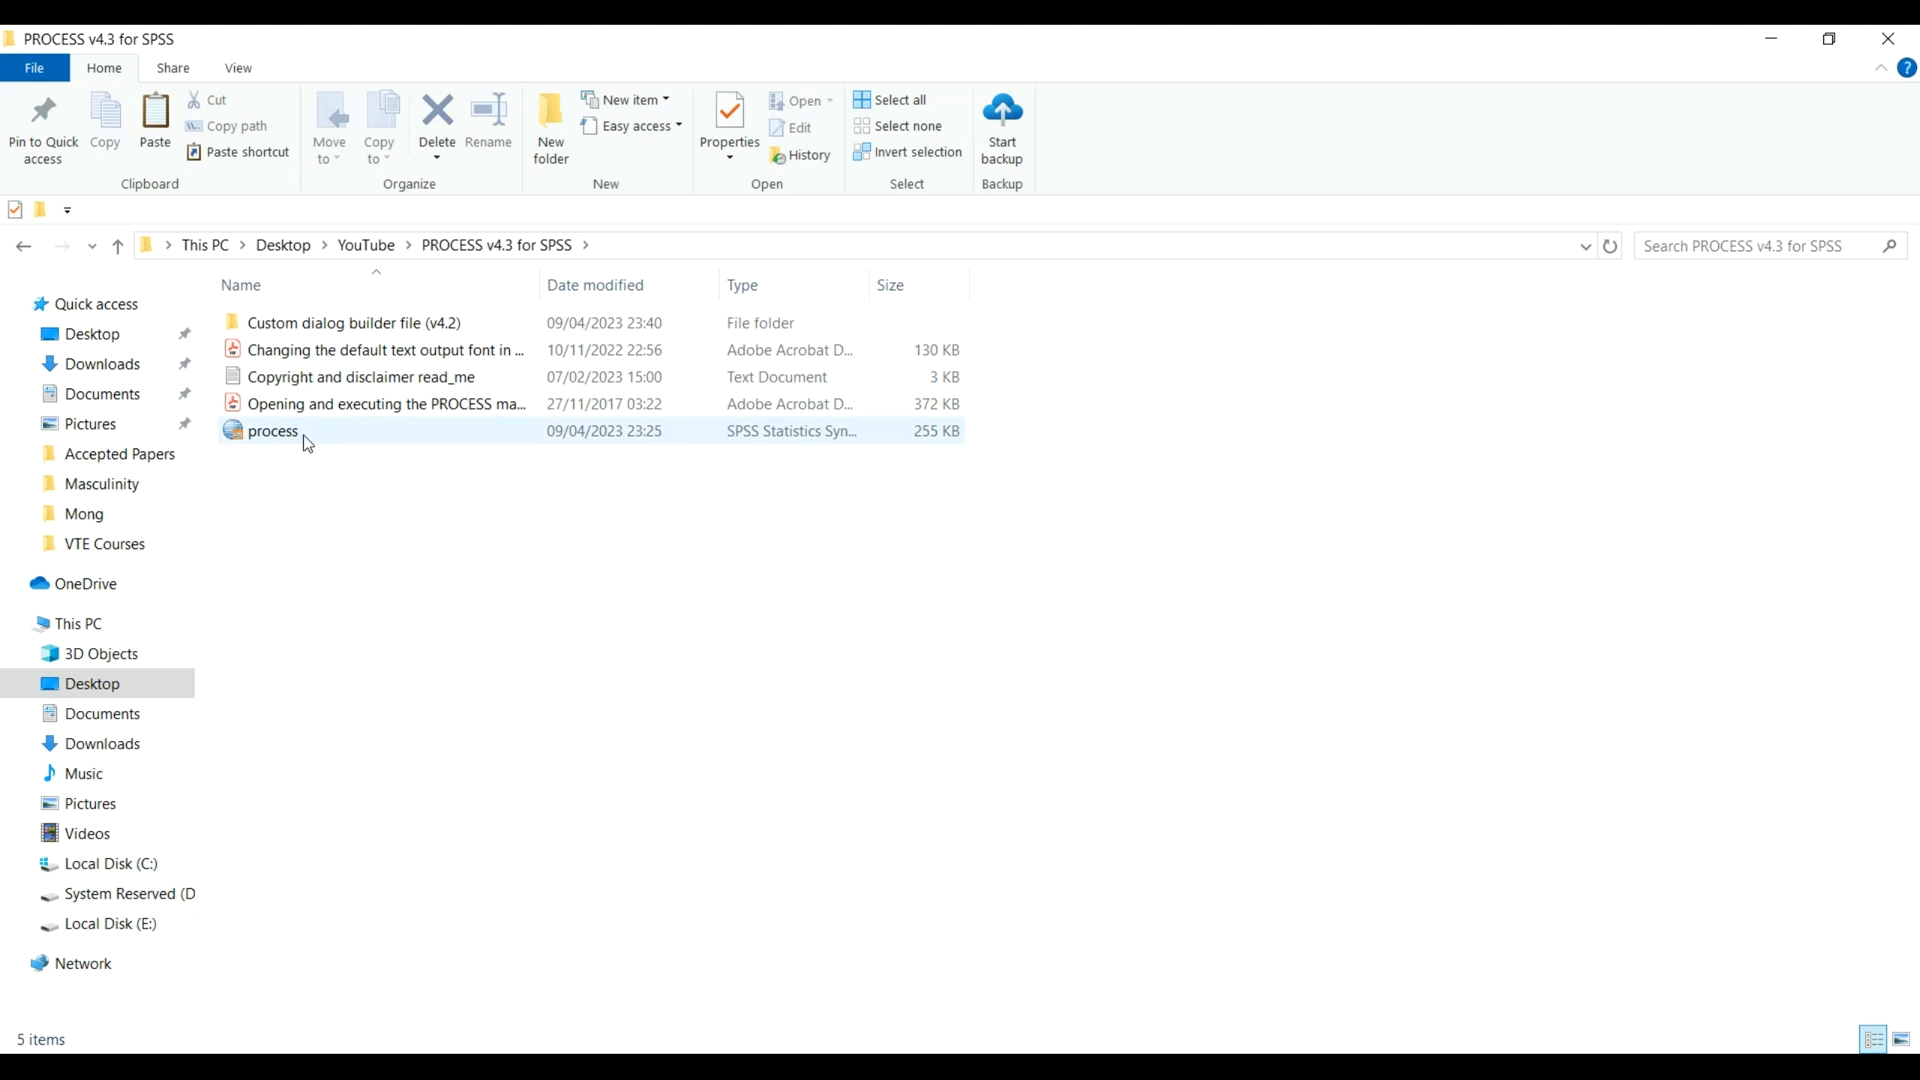 PROCESS v4.3 for SPSS
File Home Share View
Pin to Quick access
Copy
Paste
Cut
Copy path
Paste shortcut
Clipboard
Move to
Copy to
Delete
Rename
Organize
New folder
New item
Easy access
New
Properties
Open
Edit
History
Open
Select all
Select none
Invert selection
Select
Start backup
Backup
This PC > Desktop > YouTube > PROCESS v4.3 for SPSS >
Search PROCESS v4.3 for SPSS
Name Date modified Type Size
Custom dialog builder file (v4.2) 09/04/2023 23:40 File folder
Changing the default text output font in ... 10/11/2022 22:56 Adobe Acrobat D... 130 KB
Copyright and disclaimer read_me 07/02/2023 15:00 Text Document 3 KB
Opening and executing the PROCESS ma... 27/11/2017 03:22 Adobe Acrobat D... 372 KB
process 09/04/2023 23:25 SPSS Statistics Syn... 255 KB
Quick access
Desktop
Downloads
Documents
Pictures
Accepted Papers
Masculinity
Mong
VTE Courses
OneDrive
This PC
3D Objects
Desktop
Documents
Downloads
Music
Pictures
Videos
Local Disk (C:)
System Reserved (D
Local Disk (E:)
Network
5 items